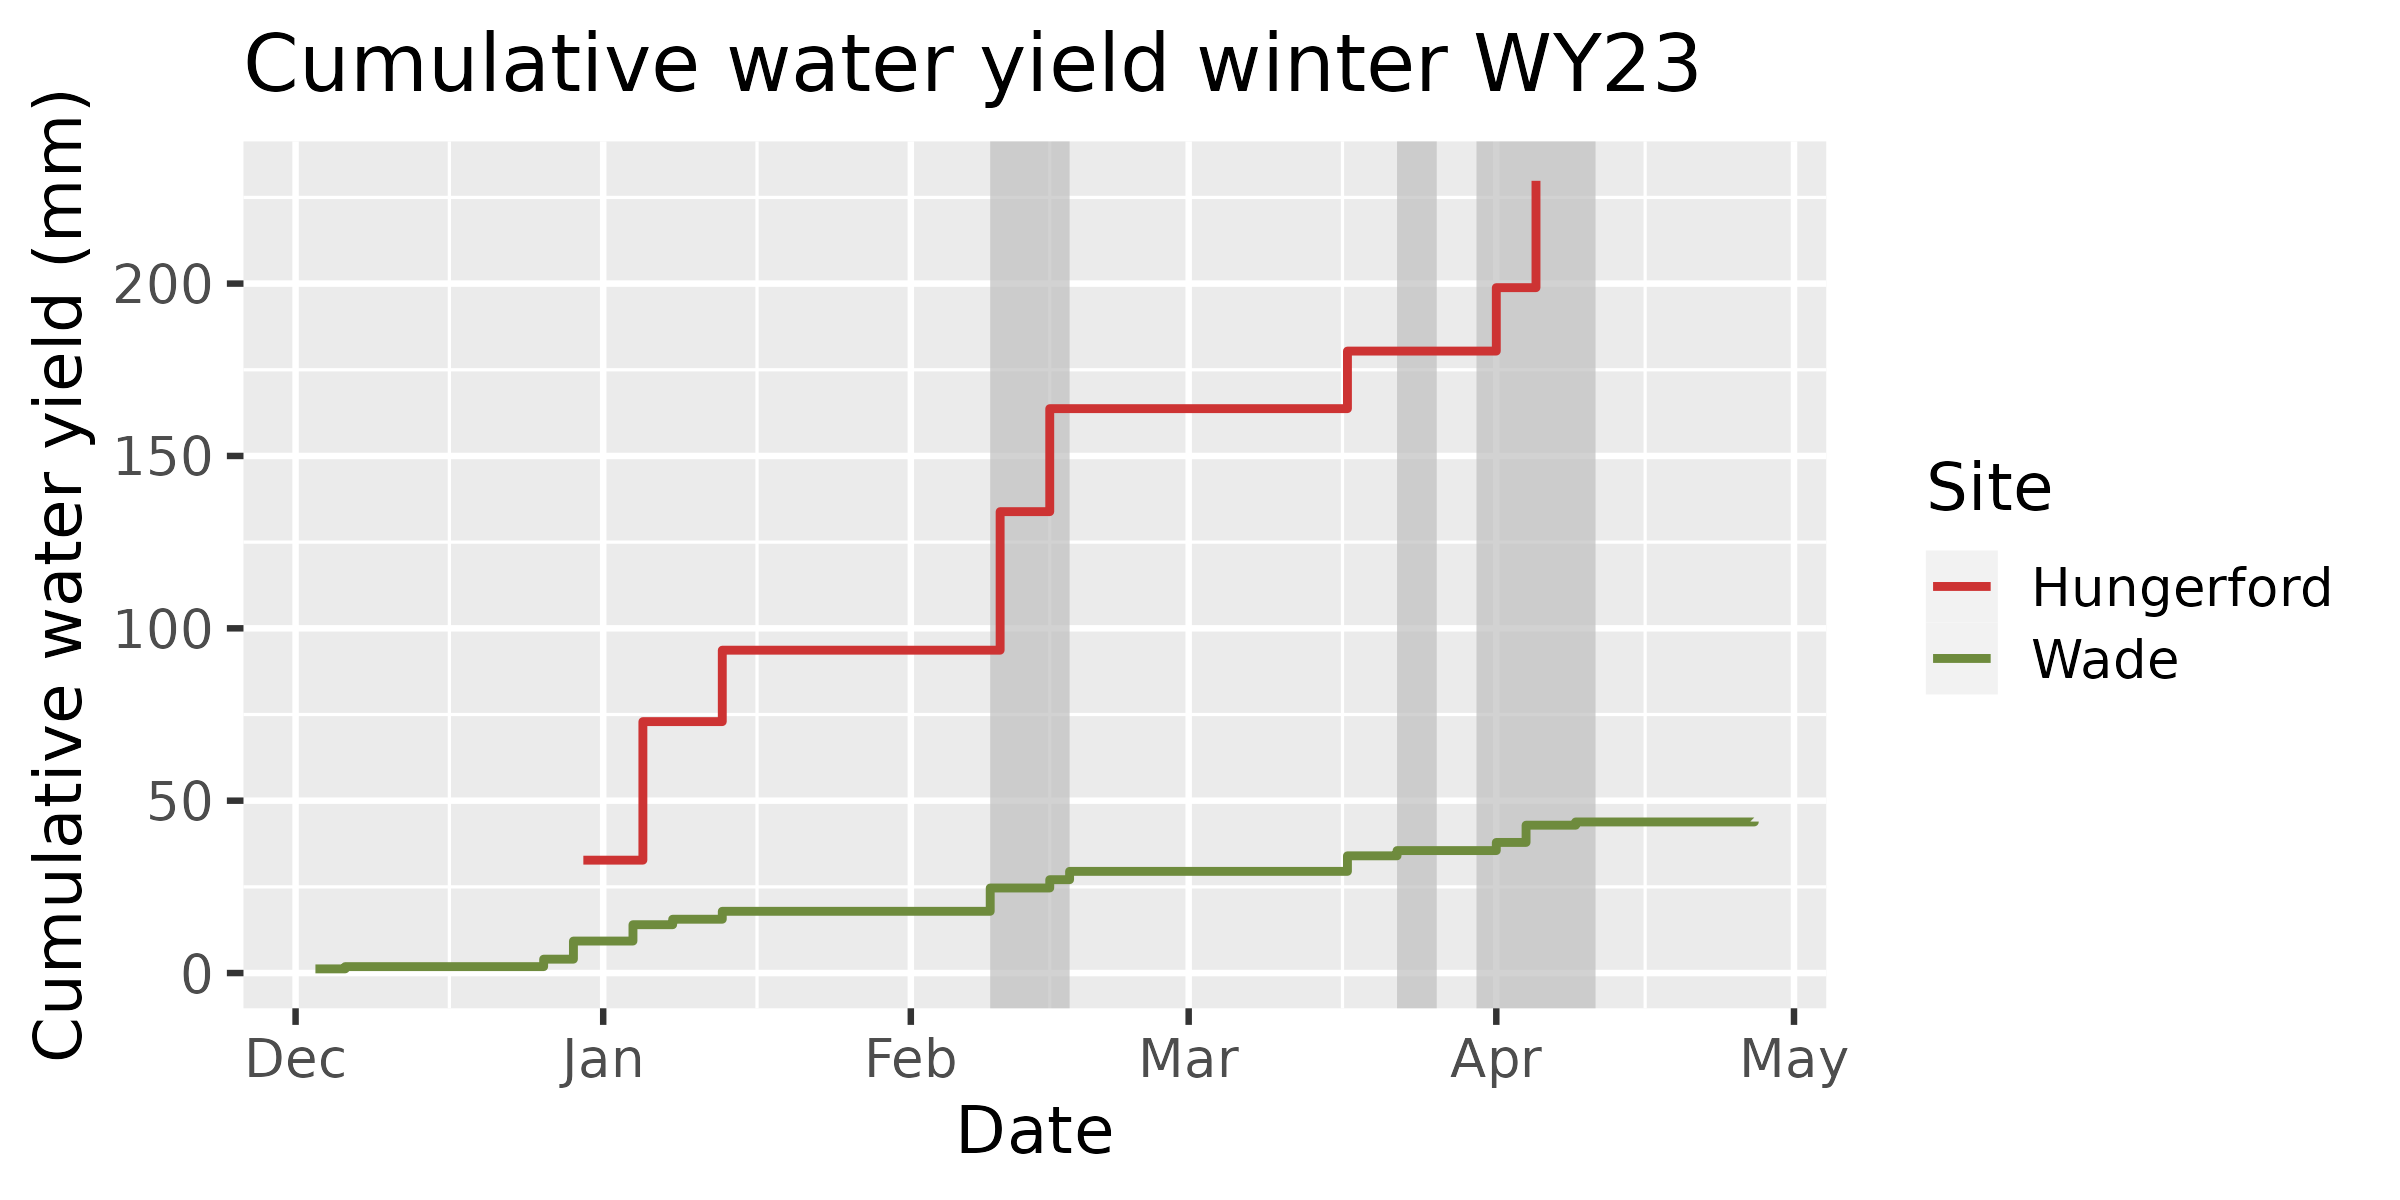 Cumulative water yield winter WY23
Cumulative water yield (mm)
200
150
100
50
0
Dec Jan Feb Mar Apr May
Date
Site
Hungerford
Wade